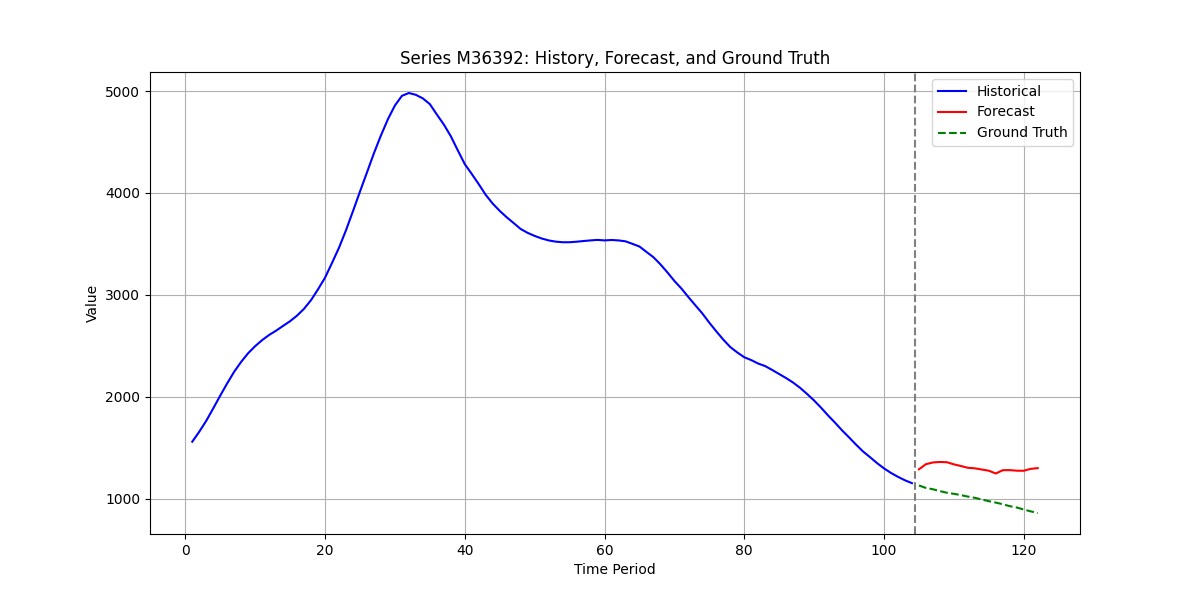 Series M36392: History, Forecast, and Ground Truth
Historical
Forecast
Ground Truth
5000
4000
3000
2000
1000
Value
0 20 40 60 80 100 120
Time Period